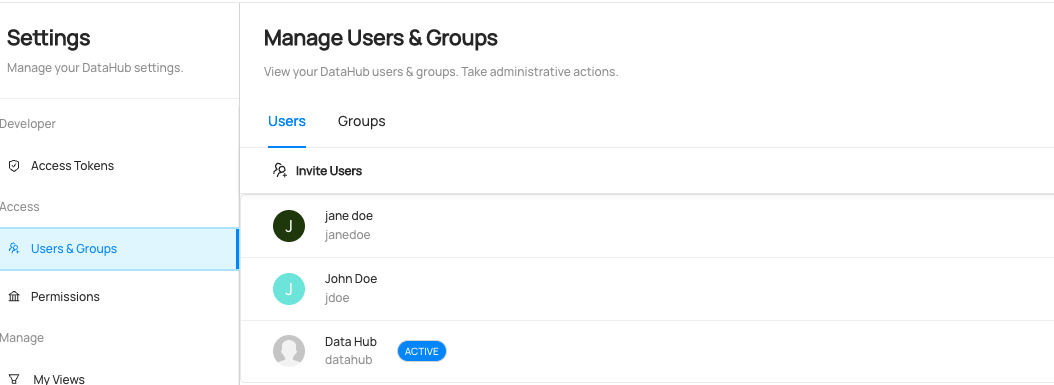 Settings
Manage your DataHub settings.
Developer
Access Tokens
Access
Users & Groups
Permissions
Manage
My Views
Manage Users & Groups
View your DataHub users & groups. Take administrative actions.
Users
Groups
Invite Users
J
jane doe
janedoe
J
John Doe
jdoe
Data Hub
datahub
ACTIVE